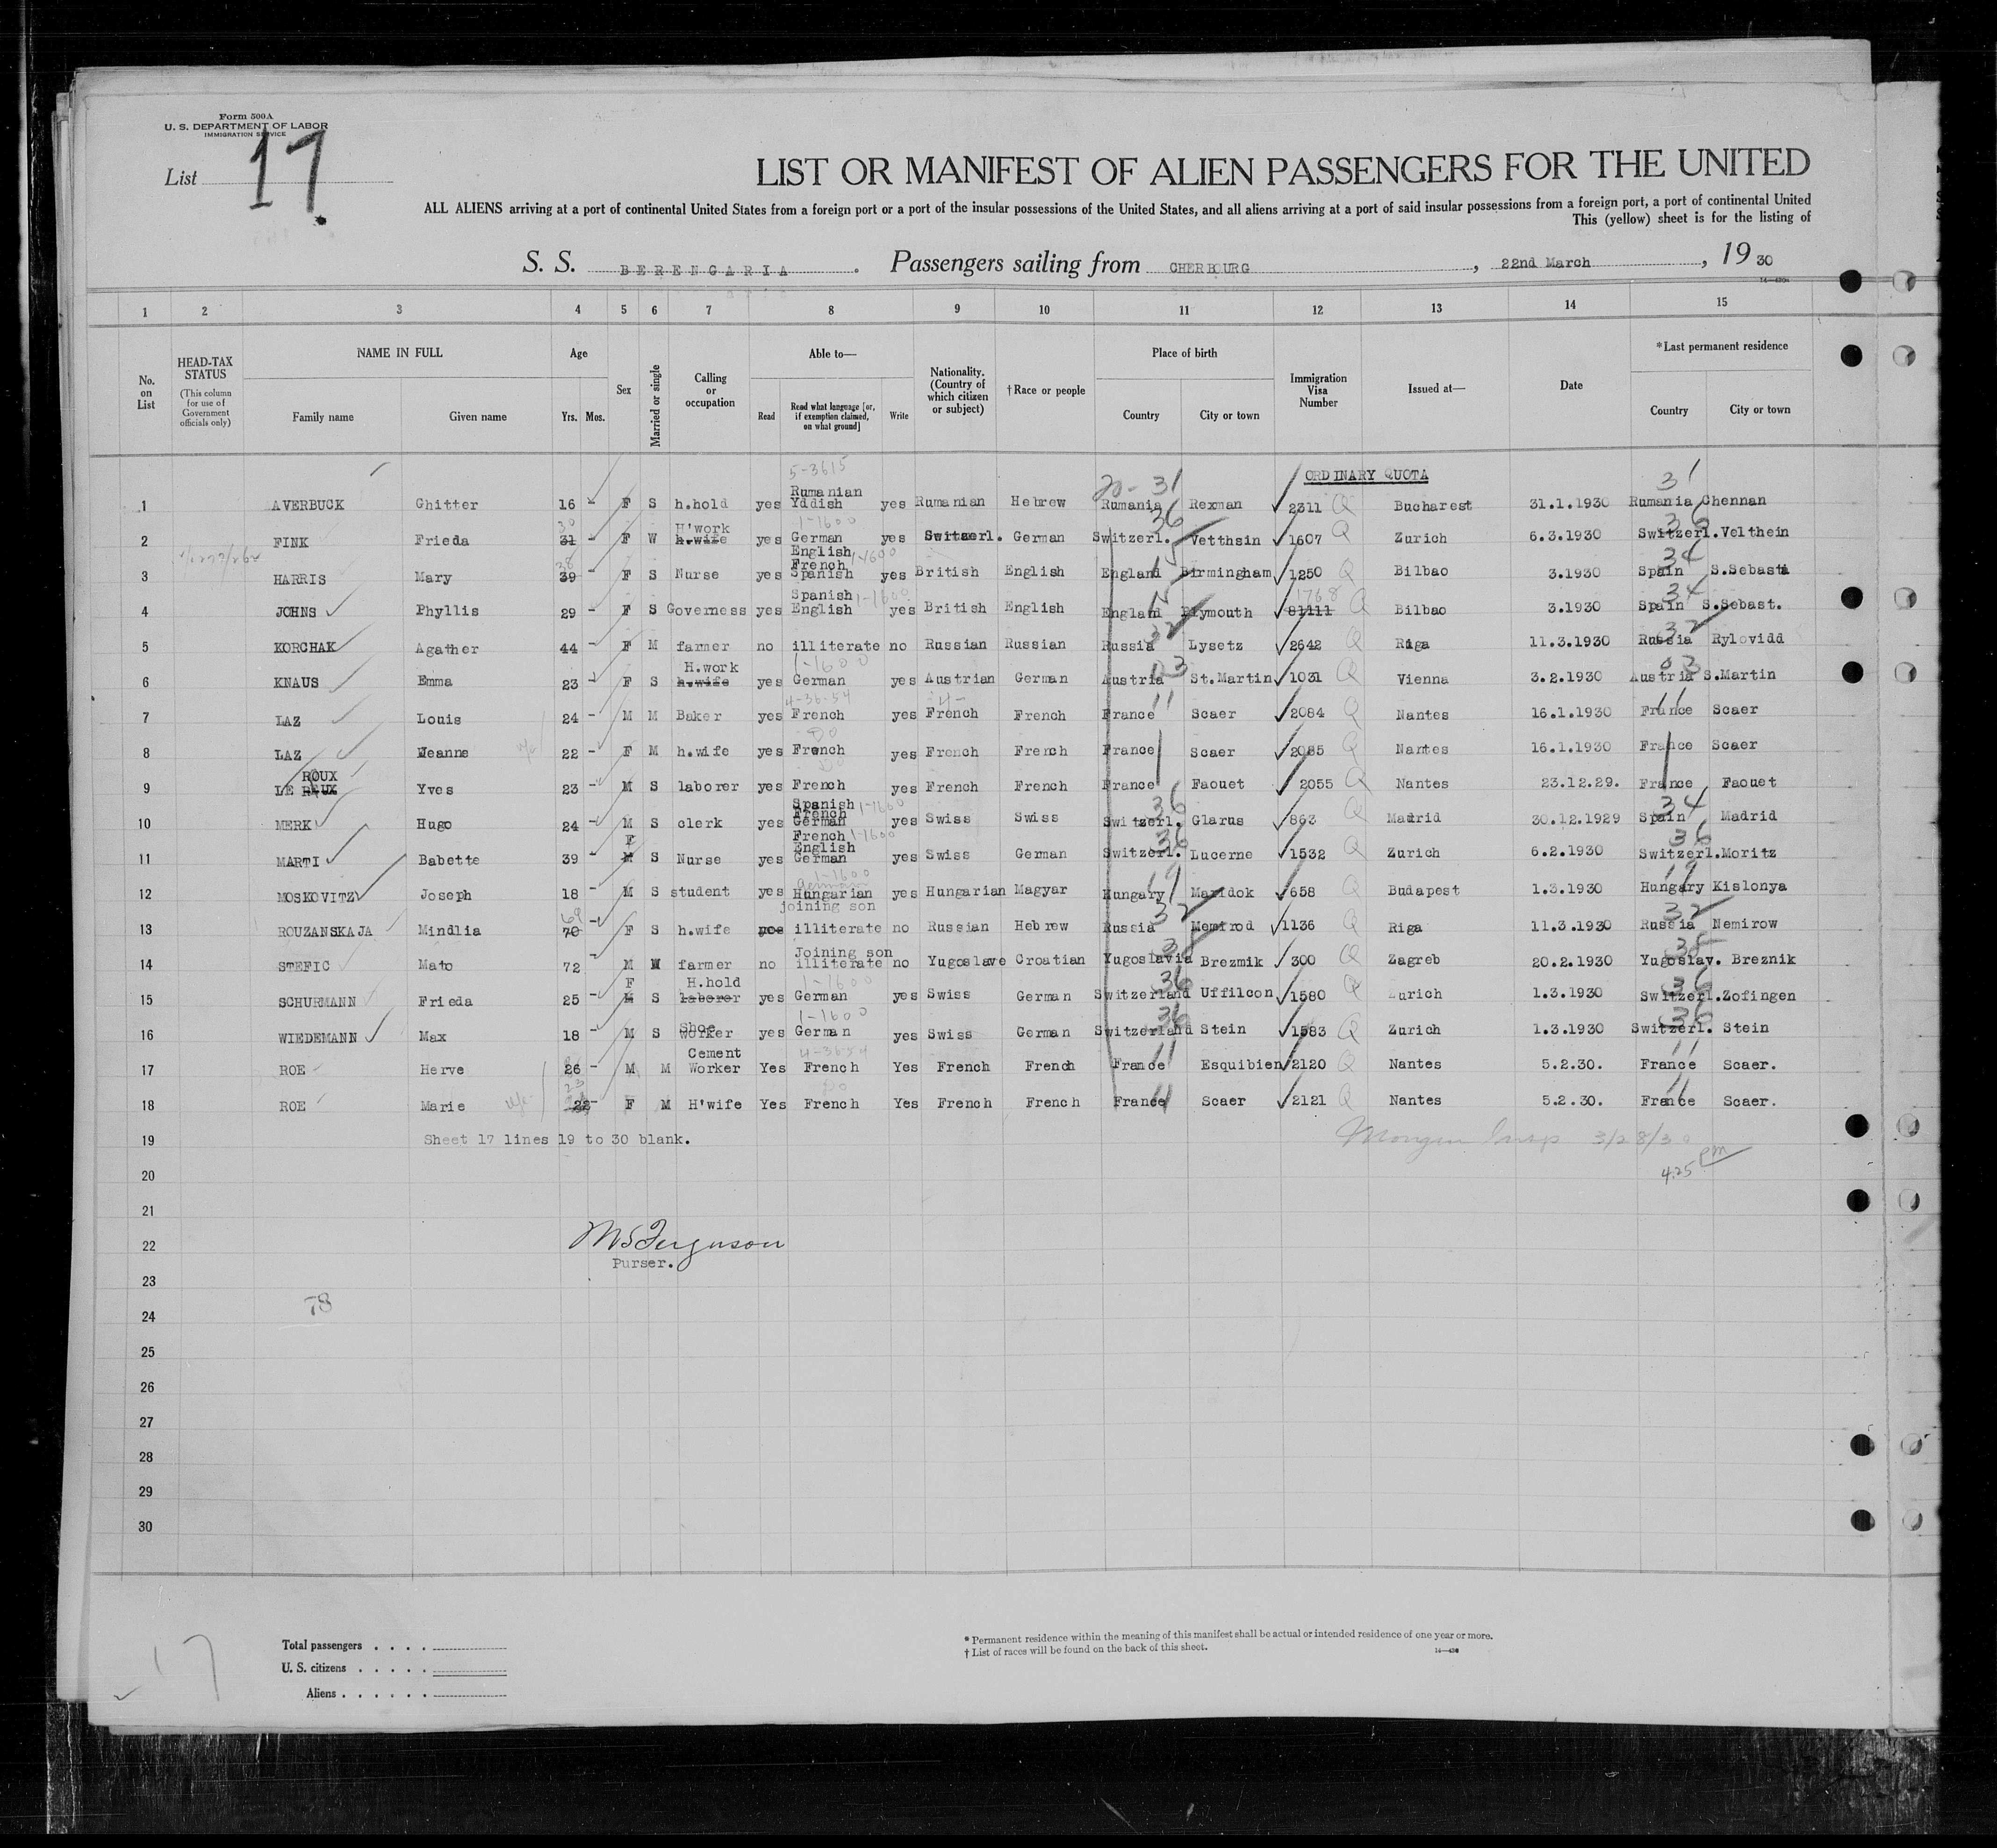 Form 500A
U. S. DEPARTMENT OF LABOR
IMMIGRATION SERVICE
List 17
LIST OR MANIFEST OF ALIEN PASSENGERS FOR THE UNITED
ALL ALIENS arriving at a port of continental United States from a foreign port or a port of the insular possessions of the United States, and all aliens arriving at a port of said insular possessions from a foreign port, a port of continental United
This (yellow) sheet is for the listing of
S. S. BERENGARIA. Passengers sailing from CHERBOURG, 22nd March, 19 30
1 2 3 4 5 6 7 8 9 10 11 12 13 14 15
No. on List
HEAD-TAX STATUS (This column for use of Government officials only)
NAME IN FULL
Family name Given name
Age
Yrs. Mos.
Sex
Married or single
Calling or occupation
Able to—
Read Read what language [or, if exemption claimed, on what ground] Write
Nationality. (Country of which citizen or subject)
† Race or people
Place of birth
Country City or town
Immigration Visa Number
Issued at—
Date
* Last permanent residence
Country City or town
ORDINARY QUOTA
5-3615
1 AVERBUCK Ghitter 16 - F S h.hold yes Rumanian Yddish yes Rumanian Hebrew Rumania Rexman 2311 Q Bucharest 31.1.1930 Rumania Chennan
2 FINK Frieda 30 31 - F W H'work h.wife yes German yes Switzerl. German Switzerl. Vetthsin 1607 Q Zurich 6.3.1930 Switzerl. Velthein
3 HARRIS Mary 38 39 - F S Nurse yes English French Spanish yes British English England Birmingham 1250 Q Bilbao 3.1930 Spain S.Sebasti
4 JOHNS Phyllis 29 - F S Governess yes Spanish English yes British English England Plymouth 1768 81111 Q Bilbao 3.1930 Spain S.Sebast.
5 KORCHAK Agather 44 - F M farmer no illiterate no Russian Russian Russia Lysetz 2642 Q Riga 11.3.1930 Russia Rylovidd
6 KNAUS Emma 23 - F S H.work h.wife yes German yes Austrian German Austria St.Martin 1031 Q Vienna 3.2.1930 Austria S.Martin
7 LAZ Louis 24 - M M Baker yes French yes French French France Scaer 2084 Q Nantes 16.1.1930 France Scaer
8 LAZ Jeanne 22 - F M h.wife yes French yes French French France Scaer 2085 Q Nantes 16.1.1930 France Scaer
9 LE ROUX Yves 23 - M S laborer yes French yes French French France Faouet 2055 Q Nantes 23.12.29. France Faouet
10 MERK Hugo 24 - M S clerk yes Spanish French German yes Swiss Swiss Switzerl. Glarus 863 Q Madrid 30.12.1929 Spain Madrid
11 MARTI Babette 39 - F M S Nurse yes French English German yes Swiss German Switzerl. Lucerne 1532 Q Zurich 6.2.1930 Switzerl. Moritz
12 MOSKOVITZ Joseph 18 - M S student yes Hungarian yes Hungarian Magyar Hungary Maridok 658 Q Budapest 1.3.1930 Hungary Kislonya
13 ROUZANSKAJA Mindlia 69 70 - F S h.wife joining son illiterate no Russian Hebrew Russia Memirod 1136 Riga 11.3.1930 Russia Nemirow
14 STEFIC Mato 72 - M W farmer no Joining son illiterate no Yugoslave Croatian Yugoslavia Brezmik 300 Q Zagreb 20.2.1930 Yugoslav. Breznik
15 SCHURMANN Frieda 25 - F M S H.hold laborer yes German yes Swiss German Switzerland Uffilcon 1580 Q Zurich 1.3.1930 Switzerl. Zofingen
16 WIEDEMANN Max 18 - M S Shoe worker yes German yes Swiss German Switzerland Stein 1583 Q Zurich 1.3.1930 Switzerl. Stein
17 ROE Herve 26 - M M Cement Worker Yes French Yes French French France Esquibien 2120 Q Nantes 5.2.30. France Scaer.
18 ROE Marie 22 - F M H'wife Yes French Yes French French France Scaer 2121 Q Nantes 5.2.30. France Scaer.
19 Sheet 17 lines 19 to 30 blank. 3/28/30
20 4.25 PM
21
22 Ferguson
Purser.
23
24
25
26
27
28
29
30
Total passengers . . . .
U. S. citizens . . . . .
Aliens . . . . . .
* Permanent residence within the meaning of this manifest shall be actual or intended residence of one year or more.
† List of races will be found on the back of this sheet.
17